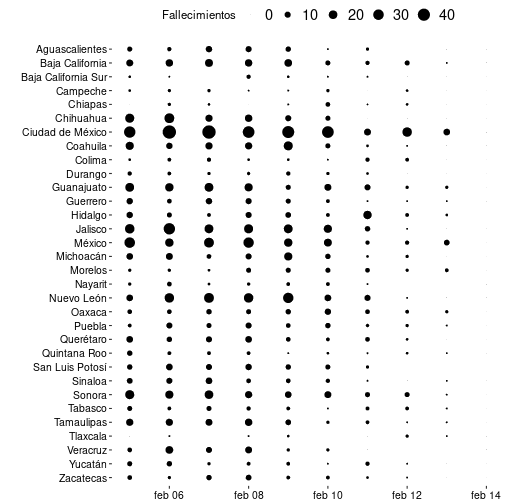 Fallecimientos 0 10 20 30 40
Aguascalientes
Baja California
Baja California Sur
Campeche
Chiapas
Chihuahua
Ciudad de México
Coahuila
Colima
Durango
Guanajuato
Guerrero
Hidalgo
Jalisco
México
Michoacán
Morelos
Nayarit
Nuevo León
Oaxaca
Puebla
Querétaro
Quintana Roo
San Luis Potosí
Sinaloa
Sonora
Tabasco
Tamaulipas
Tlaxcala
Veracruz
Yucatán
Zacatecas
feb 06 feb 08 feb 10 feb 12 feb 14